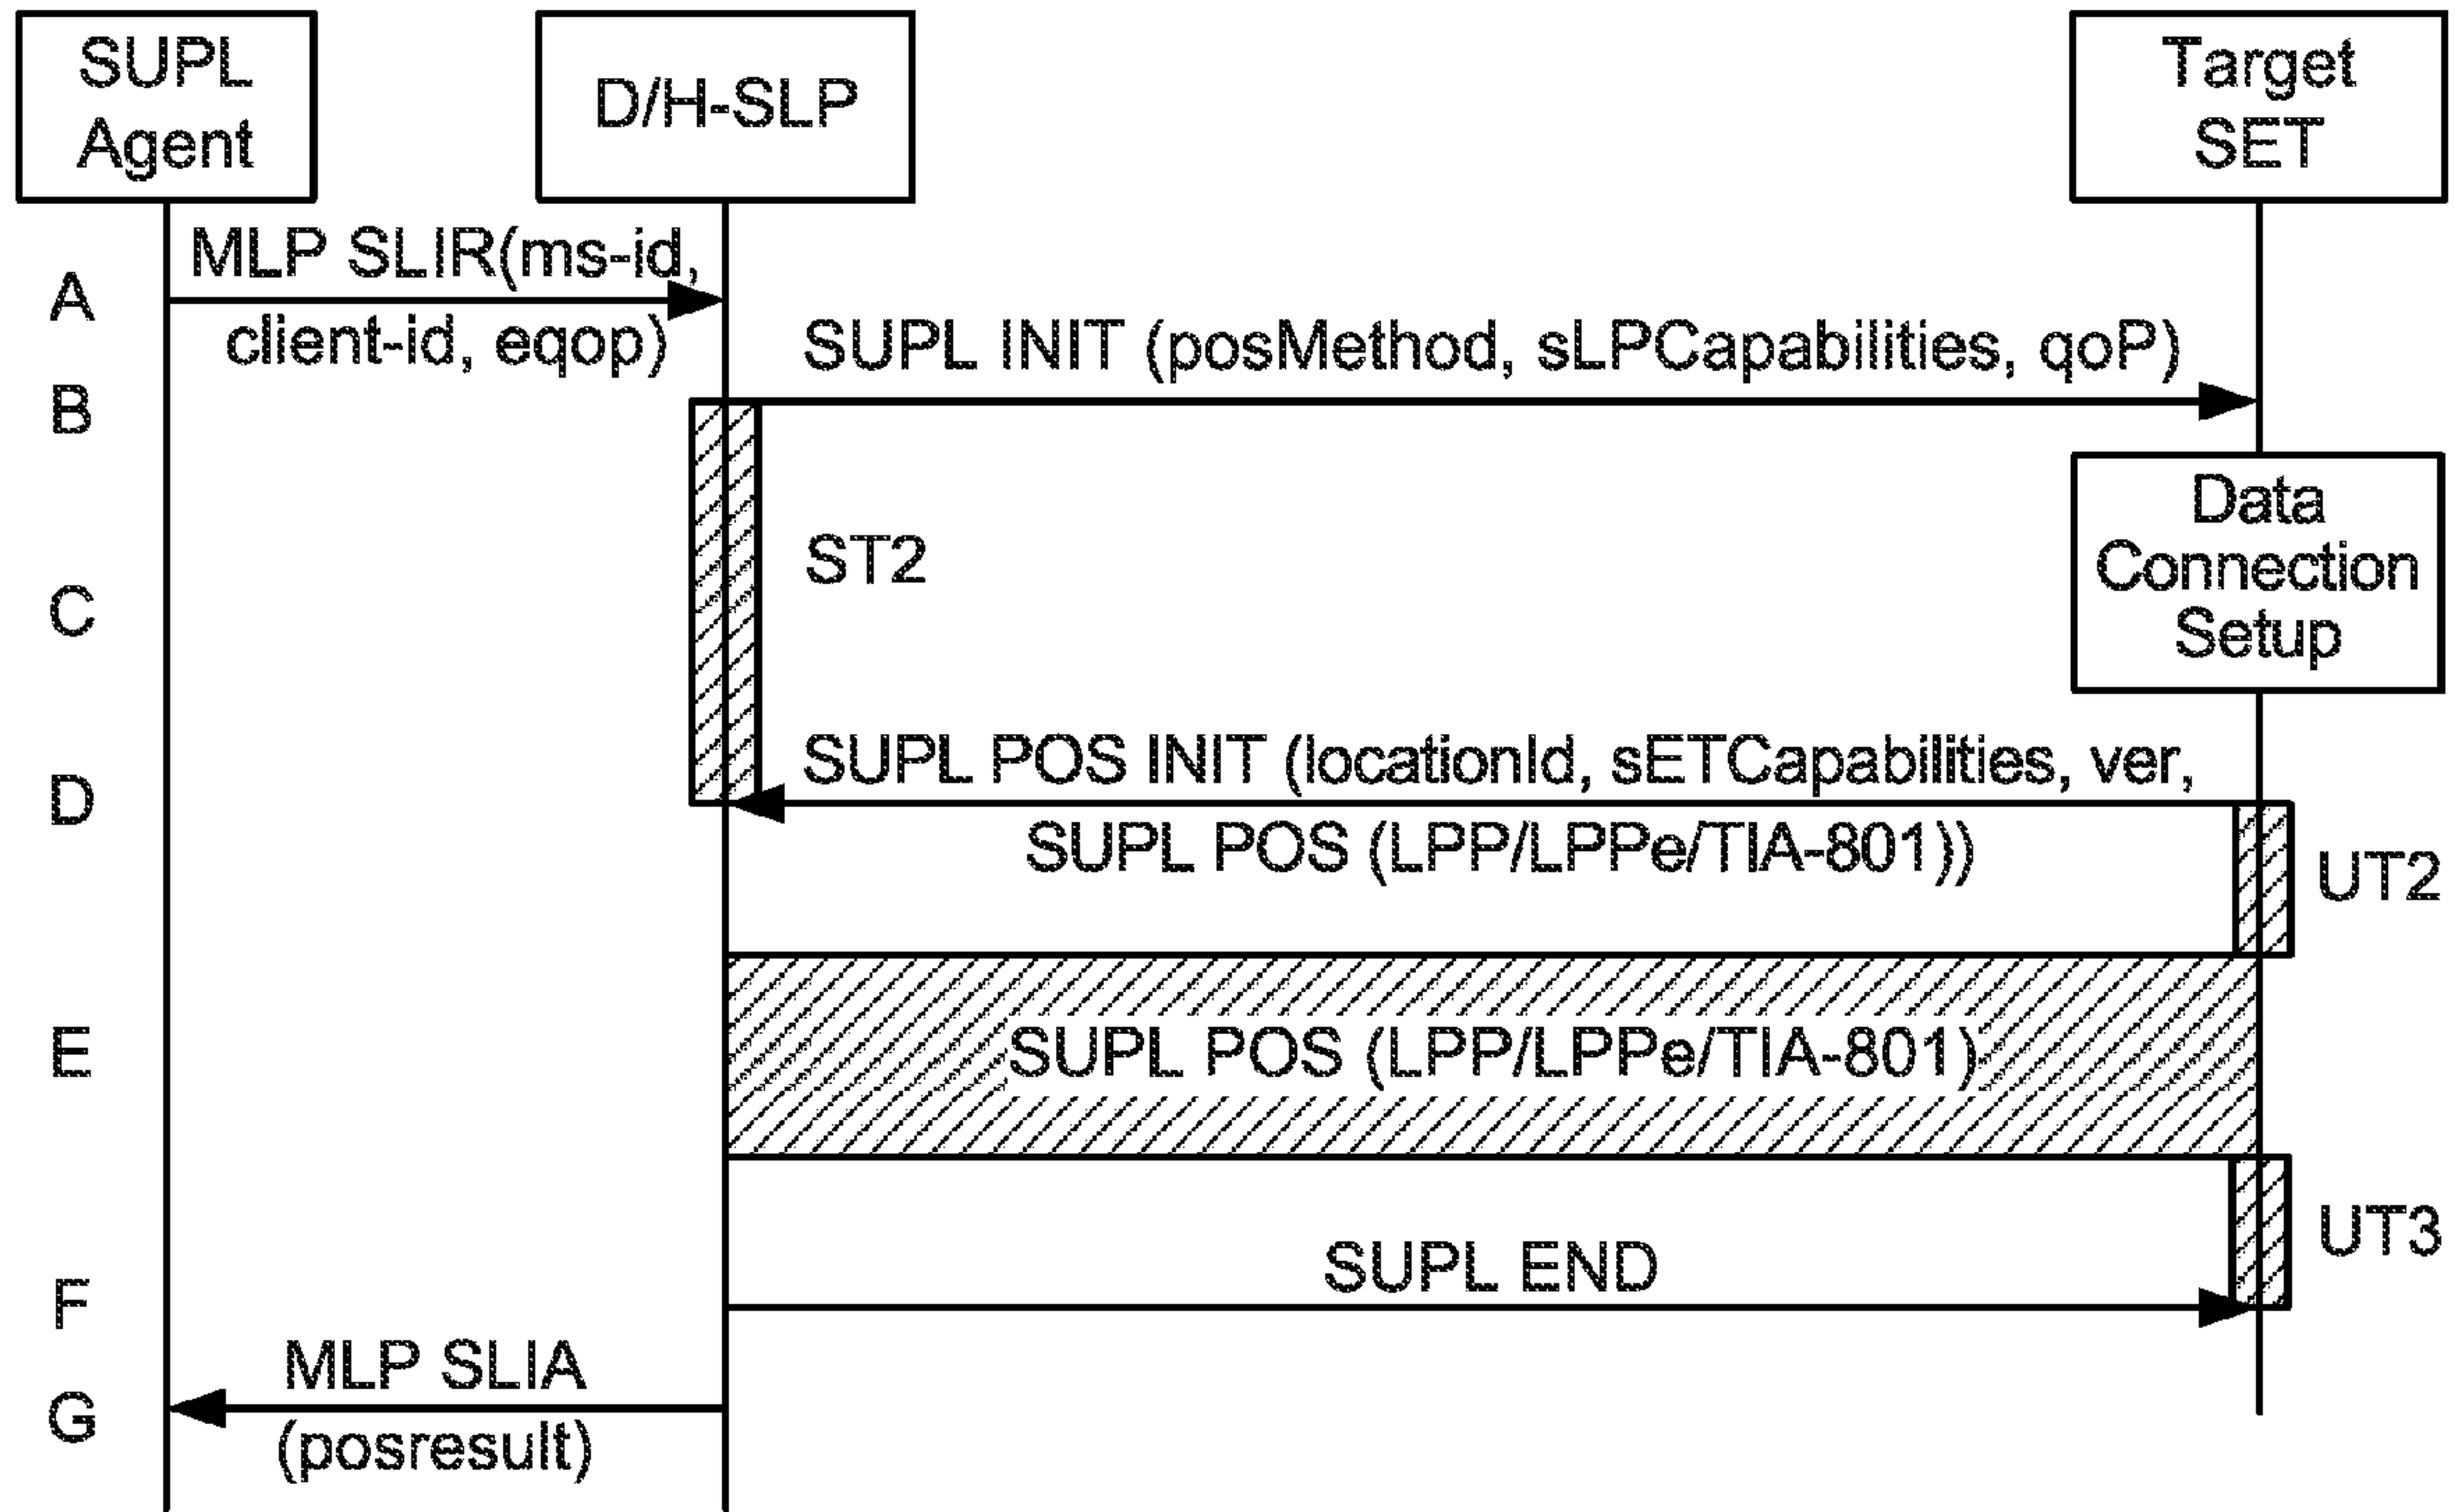 SUPL
Agent
D/H-SLP
Target
SET
A
MLP SLIR(ms-id,
client-id, eqop)
B
SUPL INIT (posMethod, sLPCapabilities, qoP)
C
ST2
Data
Connection
Setup
D
SUPL POS INIT (locationId, sETCapabilities, ver,
SUPL POS (LPP/LPPe/TIA-801))
UT2
E
SUPL POS (LPP/LPPe/TIA-801)
UT3
F
SUPL END
G
MLP SLIA
(posresult)